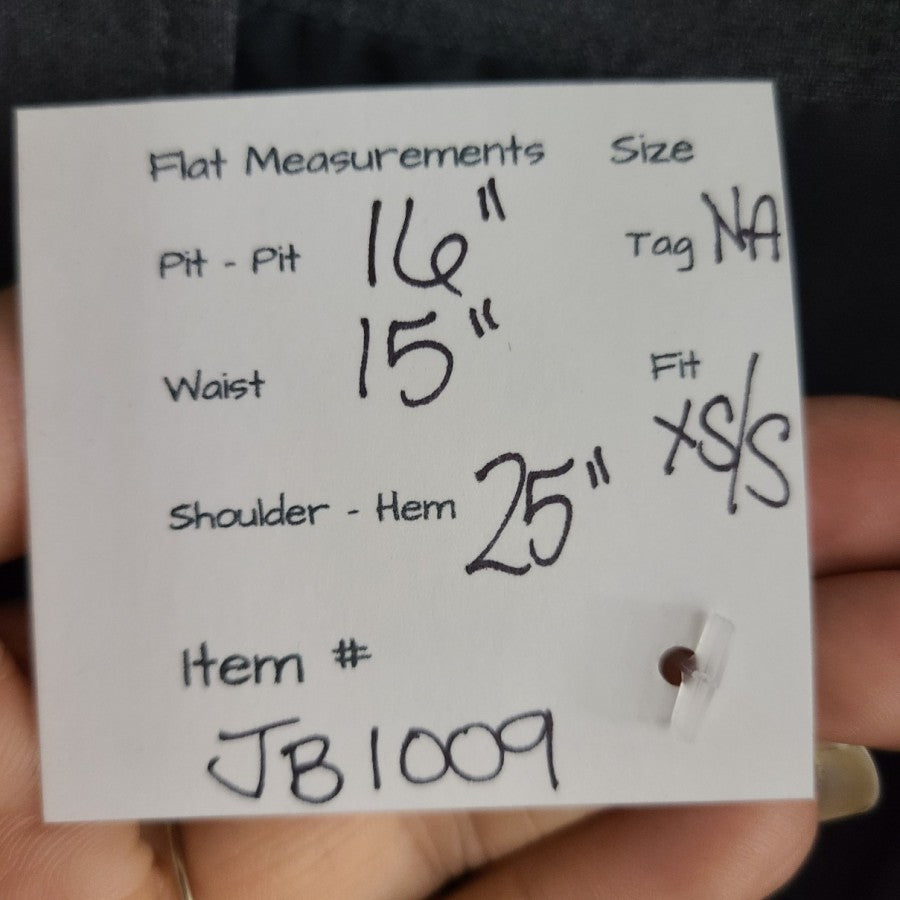 Flat Measurements Size
Pit - Pit 16" Tag NA
Waist 15" Fit
XS/S
Shoulder - Hem 25"
Item #
JB1009